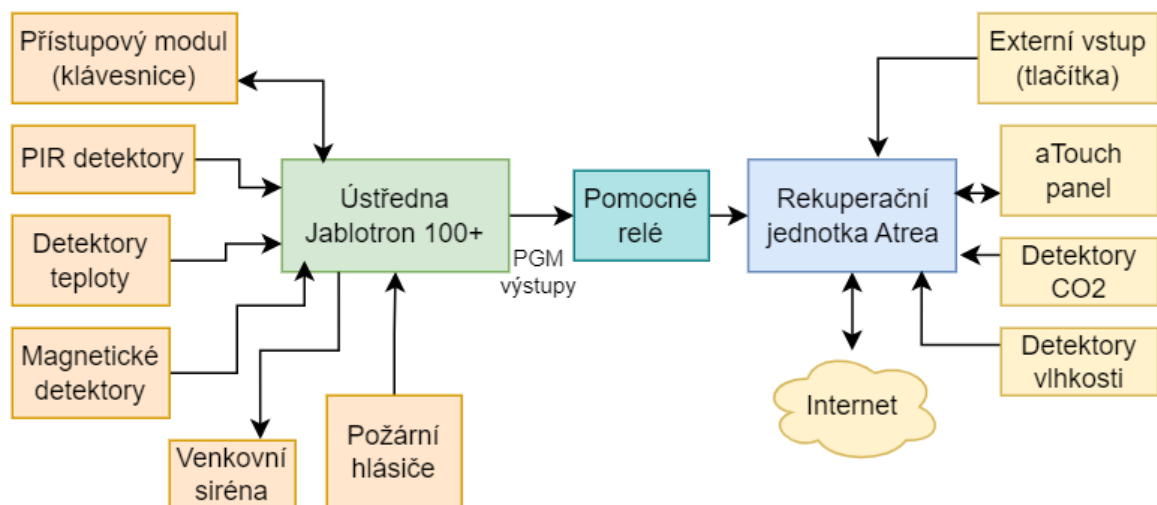 Přístupový modul
(klávesnice)
PIR detektory
Detektory
teploty
Magnetické
detektory
Venkovní
siréna
Požární
hlásiče
Ústředna
Jablotron 100+
PGM
výstupy
Pomocné
relé
Rekuperační
jednotka Atrea
Externí vstup
(tlačítka)
aTouch
panel
Detektory
CO2
Detektory
vlhkosti
Internet